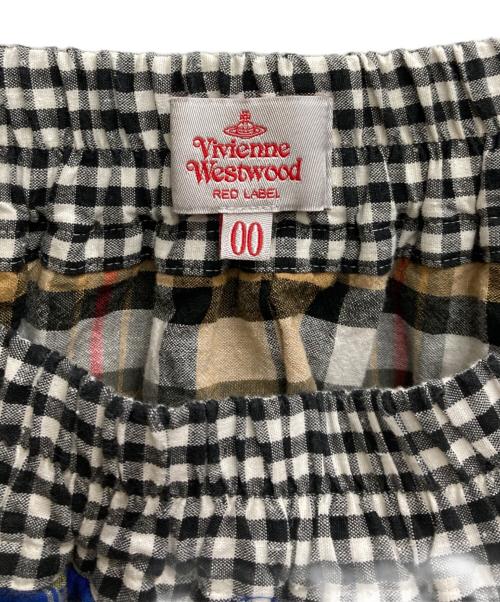 Vivienne
Westwood
RED LABEL
00